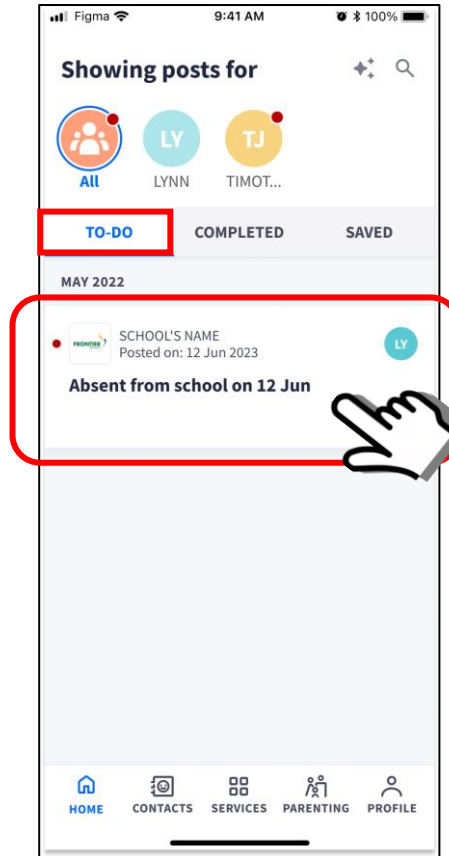 Figma 9:41 AM 100%
Showing posts for
LY TJ
All LYNN TIMOT...
TO-DO COMPLETED SAVED
MAY 2022
SCHOOL'S NAME
FRONTIER Posted on: 12 Jun 2023 LY
Absent from school on 12 Jun
HOME CONTACTS SERVICES PARENTING PROFILE